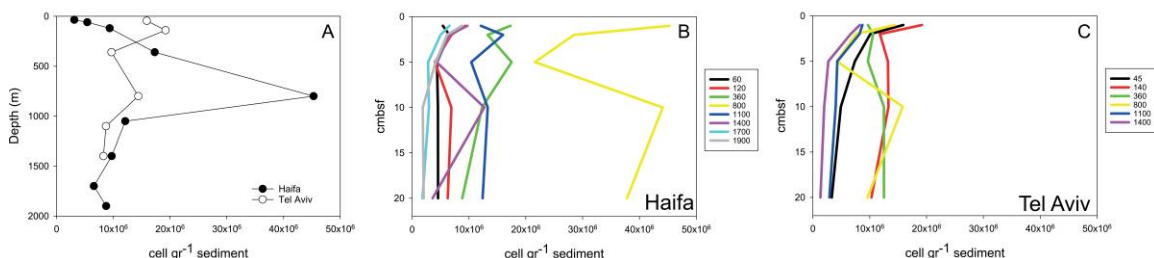 A
Depth (m)
0
500
1000
1500
2000
Haifa
Tel Aviv
0 10x10⁶ 20x10⁶ 30x10⁶ 40x10⁶ 50x10⁶
cell gr⁻¹ sediment
B
cmbsf
0
5
10
15
20
Haifa
0 10x10⁶ 20x10⁶ 30x10⁶ 40x10⁶ 50x10⁶
cell gr⁻¹ sediment
60
120
360
800
1100
1400
1700
1900
C
cmbsf
0
5
10
15
20
Tel Aviv
0 10x10⁶ 20x10⁶ 30x10⁶ 40x10⁶ 50x10⁶
cell gr⁻¹ sediment
45
140
360
800
1100
1400